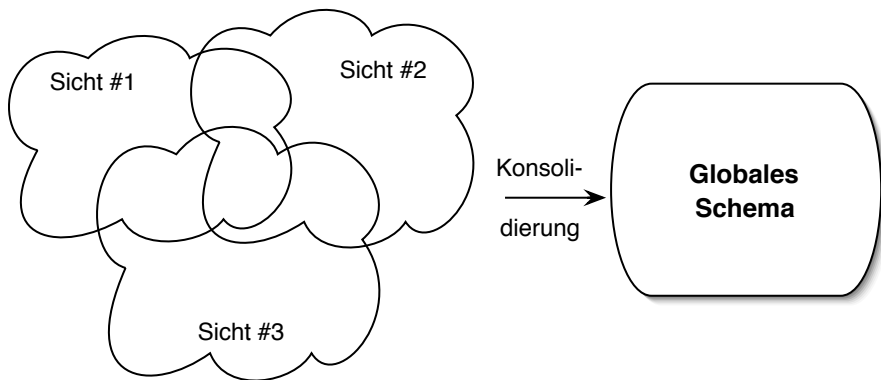 Sicht #1
Sicht #2
Sicht #3
Konsoli-
dierung
Globales
Schema